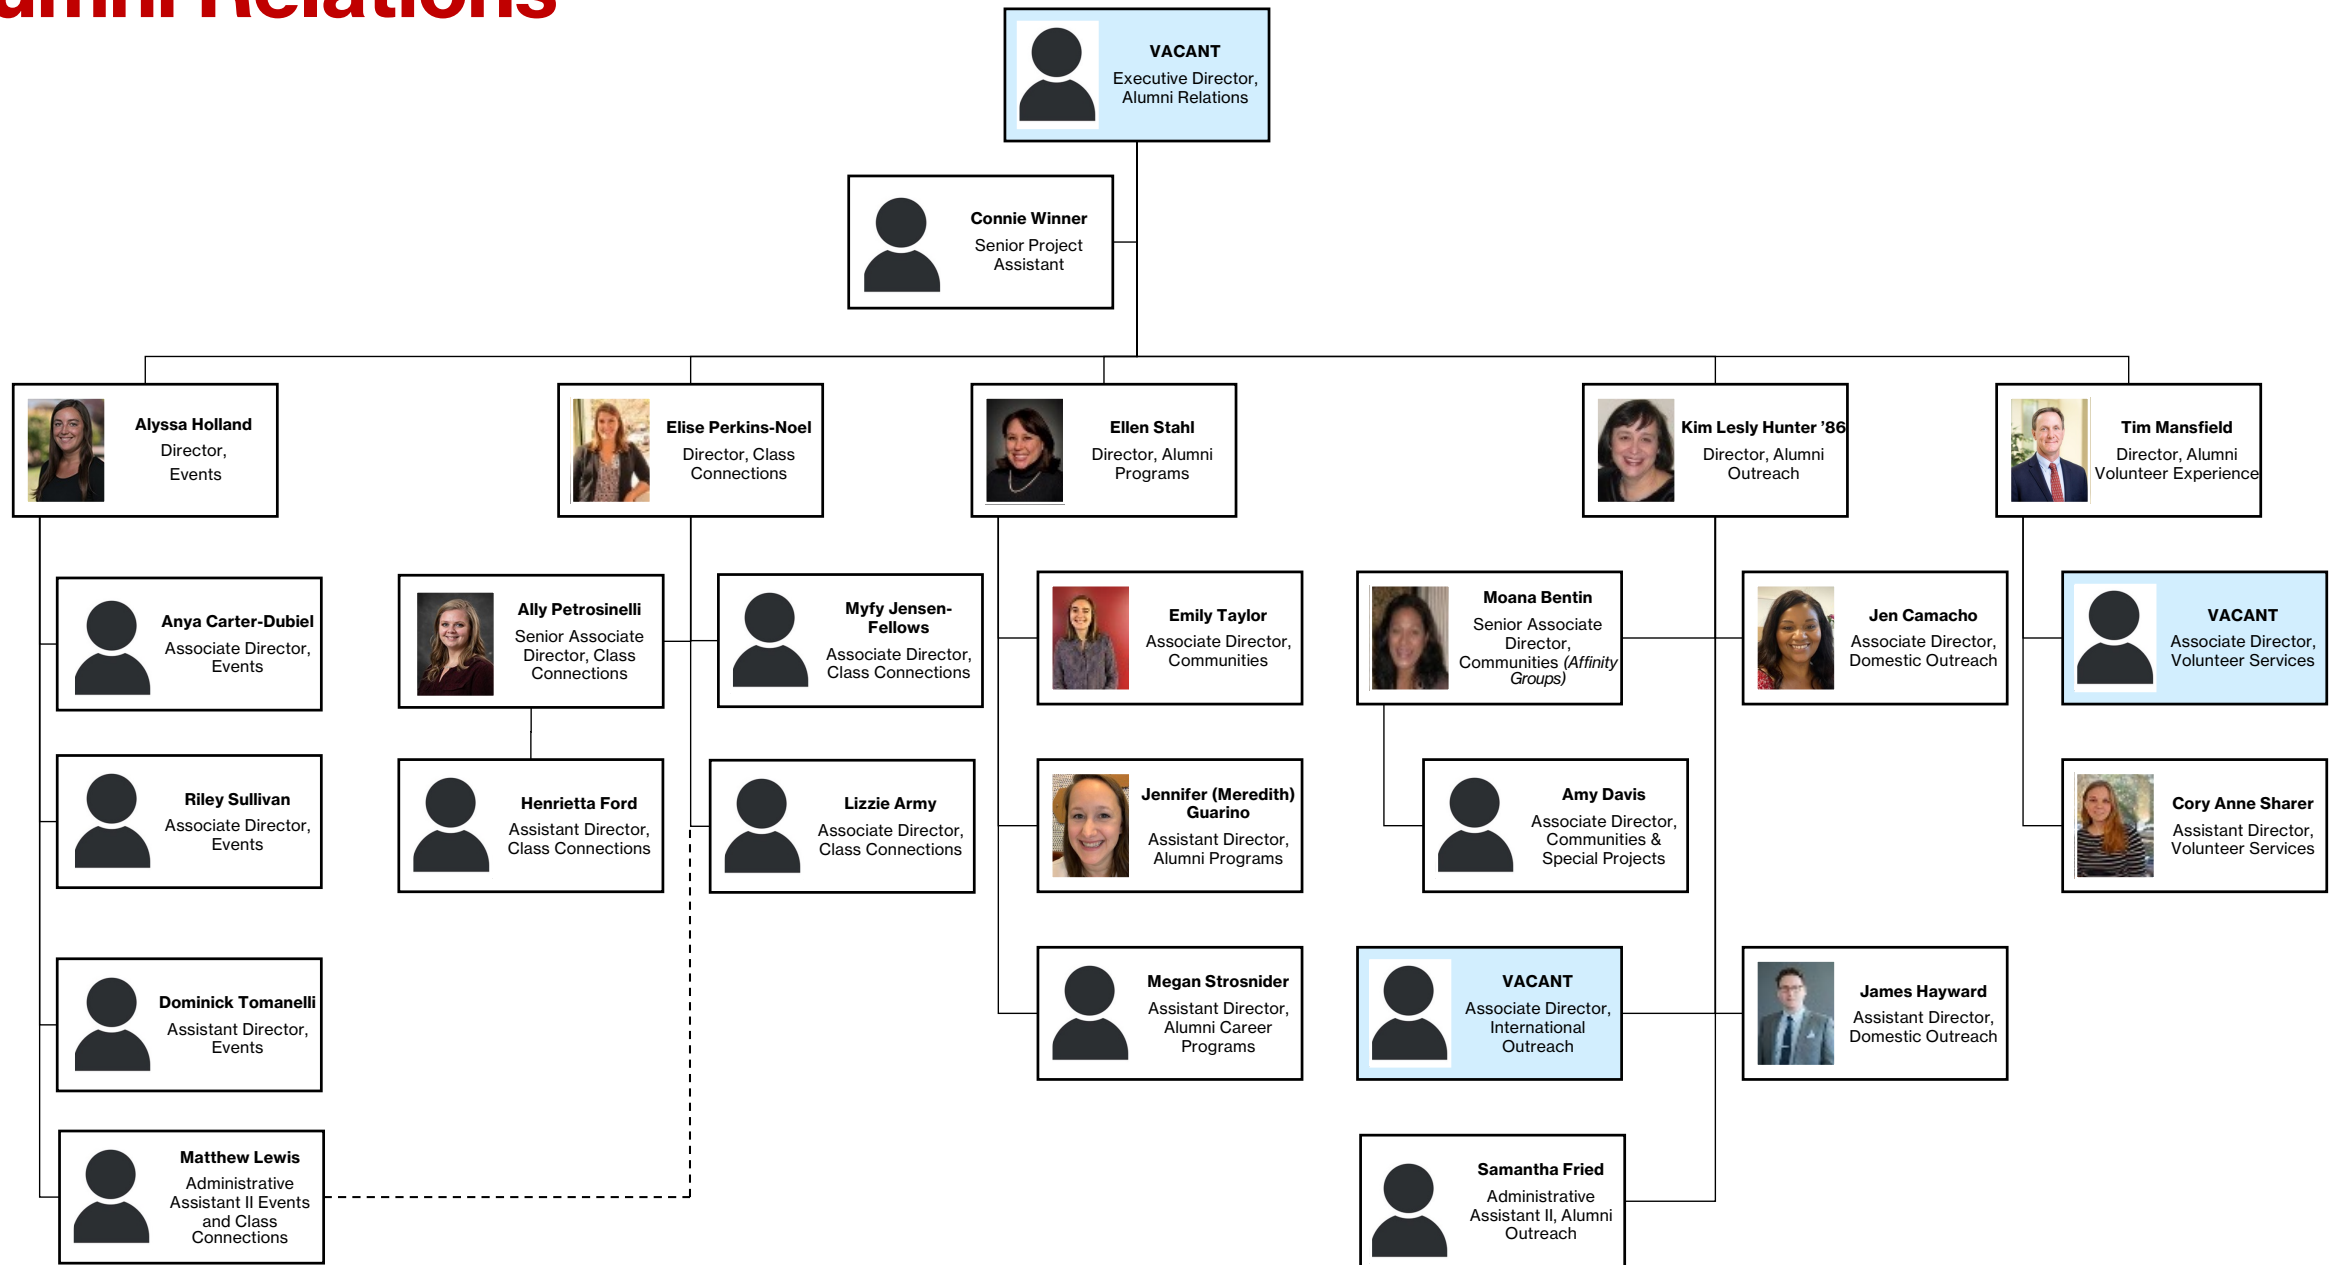 umni Relations
VACANT
Executive Director,
Alumni Relations
Connie Winner
Senior Project
Assistant
Alyssa Holland
Director,
Events
Elise Perkins-Noel
Director, Class
Connections
Ellen Stahl
Director, Alumni
Programs
Kim Lesly Hunter ’86
Director, Alumni
Outreach
Tim Mansfield
Director, Alumni
Volunteer Experience
Anya Carter-Dubiel
Associate Director,
Events
Ally Petrosinelli
Senior Associate
Director, Class
Connections
Myfy Jensen-
Fellows
Associate Director,
Class Connections
Emily Taylor
Associate Director,
Communities
Moana Bentin
Senior Associate
Director,
Communities (Affinity
Groups)
Jen Camacho
Associate Director,
Domestic Outreach
VACANT
Associate Director,
Volunteer Services
Riley Sullivan
Associate Director,
Events
Henrietta Ford
Assistant Director,
Class Connections
Lizzie Army
Associate Director,
Class Connections
Jennifer (Meredith)
Guarino
Assistant Director,
Alumni Programs
Amy Davis
Associate Director,
Communities &
Special Projects
Cory Anne Sharer
Assistant Director,
Volunteer Services
Dominick Tomanelli
Assistant Director,
Events
Megan Strosnider
Assistant Director,
Alumni Career
Programs
VACANT
Associate Director,
International
Outreach
James Hayward
Assistant Director,
Domestic Outreach
Matthew Lewis
Administrative
Assistant II Events
and Class
Connections
Samantha Fried
Administrative
Assistant II, Alumni
Outreach